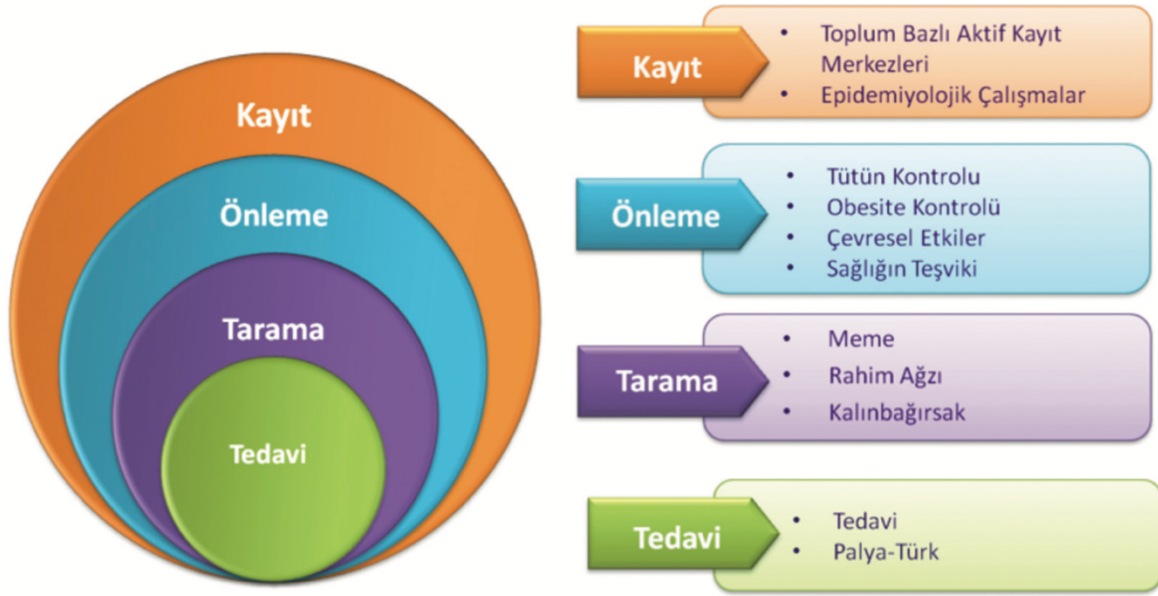 Kayıt
Önleme
Tarama
Tedavi
Kayıt
• Toplum Bazlı Aktif Kayıt
Merkezleri
• Epidemiyolojik Çalışmalar
Önleme
• Tütün Kontrolu
• Obesite Kontrolü
• Çevresel Etkiler
• Sağlığın Teşviki
Tarama
• Meme
• Rahim Ağzı
• Kalınbağırsak
Tedavi
• Tedavi
• Palya-Türk